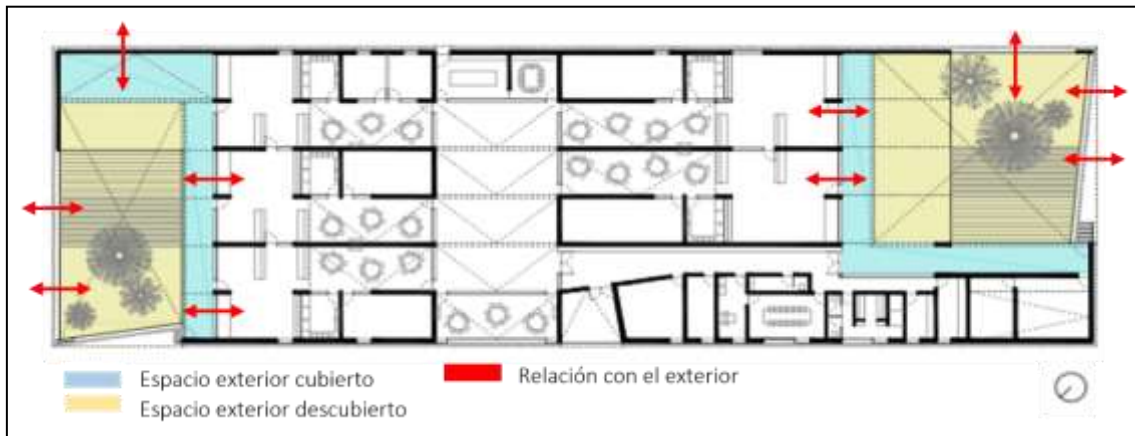 Espacio exterior cubierto
Relación con el exterior
Espacio exterior descubierto